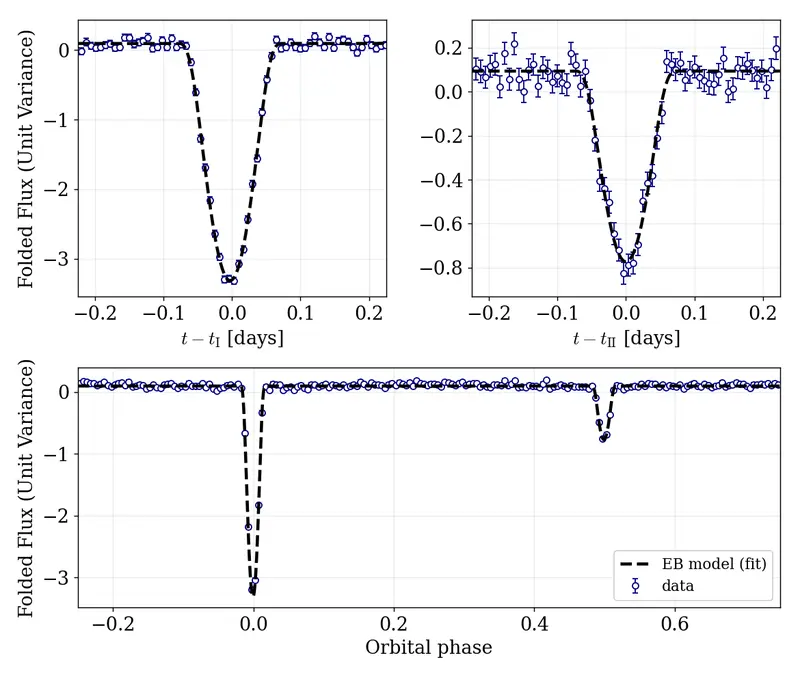 Folded Flux (Unit Variance)
0
−1
−2
−3
−0.2 −0.1 0.0 0.1 0.2
t − tI [days]
0.2
0.0
−0.2
−0.4
−0.6
−0.8
−0.2 −0.1 0.0 0.1 0.2
t − tII [days]
Folded Flux (Unit Variance)
0
−1
−2
−3
EB model (fit)
data
−0.2 0.0 0.2 0.4 0.6
Orbital phase